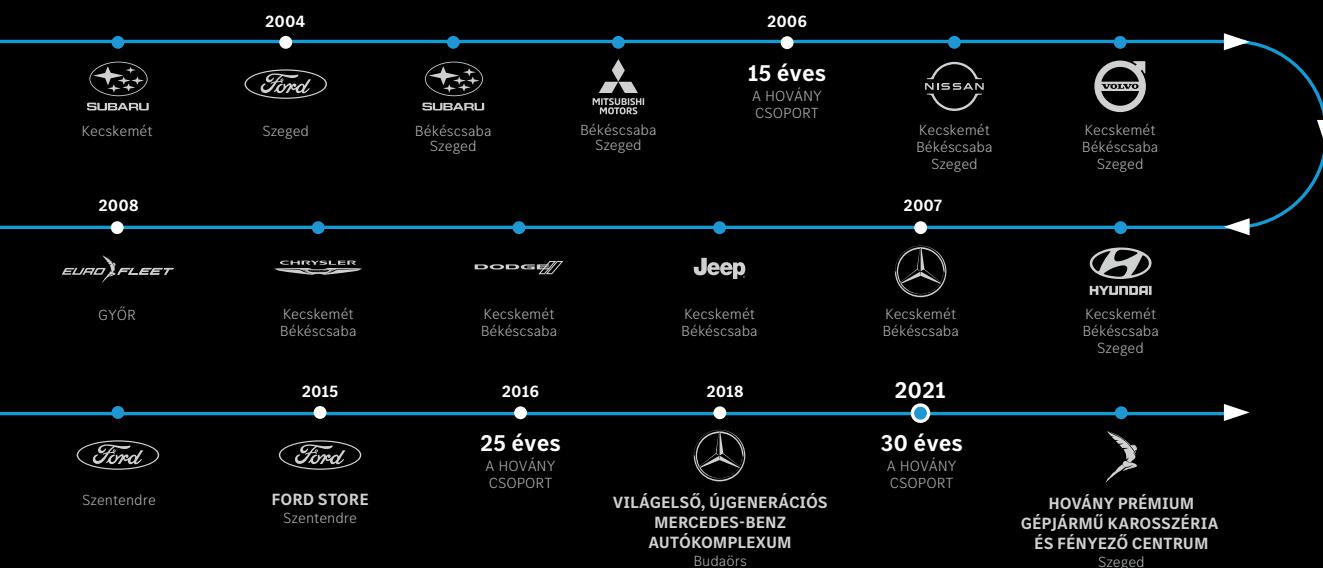 2004
2006
SUBARU
Kecskemét
Ford
Szeged
SUBARU
Békéscsaba
Szeged
MITSUBISHI
MOTORS
Békéscsaba
Szeged
15 éves
A HOVÁNY
CSOPORT
NISSAN
Kecskemét
Békéscsaba
Szeged
VOLVO
Kecskemét
Békéscsaba
Szeged
2008
2007
EURO FLEET
GYŐR
CHRYSLER
Kecskemét
Békéscsaba
DODGE
Kecskemét
Békéscsaba
Jeep
Kecskemét
Békéscsaba
Kecskemét
Békéscsaba
HYUNDAI
Kecskemét
Békéscsaba
Szeged
2015
2016
2018
2021
Ford
Szentendre
Ford
FORD STORE
Szentendre
25 éves
A HOVÁNY
CSOPORT
VILÁGELSŐ, ÚJGENERÁCIÓS
MERCEDES-BENZ
AUTÓKOMPLEXUM
Budaörs
30 éves
A HOVÁNY
CSOPORT
HOVÁNY PRÉMIUM
GÉPJÁRMŰ KAROSSZÉRIA
ÉS FÉNYEZŐ CENTRUM
Szeged